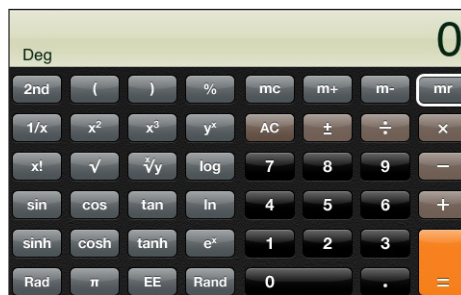 0
Deg
2nd ( ) % mc m+ m- mr
1/x x² x³ yˣ AC ± ÷ ×
x! √ ˣ√y log 7 8 9 −
sin cos tan ln 4 5 6 +
sinh cosh tanh eˣ 1 2 3
Rad π EE Rand 0 . =